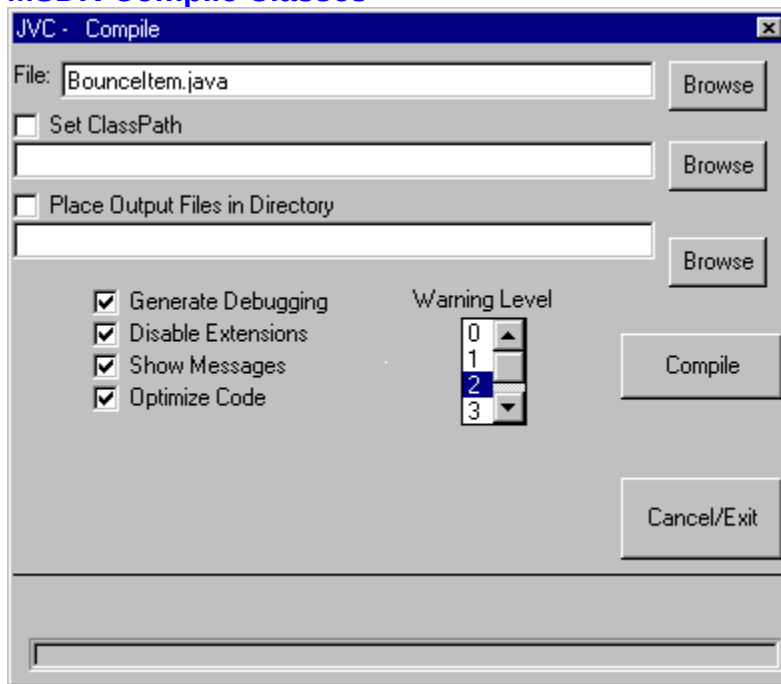 JVC - Compile
File: BounceItem.java
Browse
Set ClassPath
Browse
Place Output Files in Directory
Browse
Generate Debugging
Disable Extensions
Show Messages
Optimize Code
Warning Level
0
1
2
3
Compile
Cancel/Exit